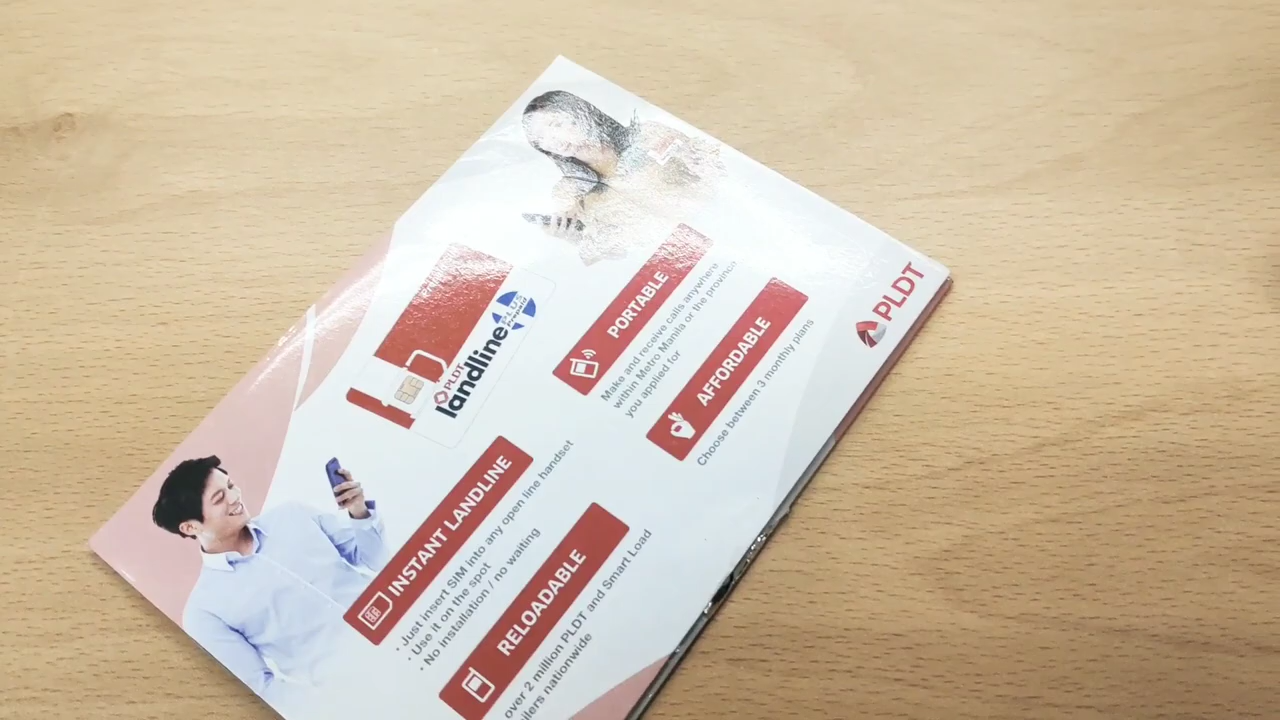 PLDT
landline
PLUS
Prepaid
INSTANT LANDLINE
· Just insert SIM into any open line handset
· Use it on the spot
· No installation / no waiting
RELOADABLE
over 2 million PLDT and Smart Load
nationwide
PORTABLE
Make and receive calls anywhere
within Metro Manila or the province
you applied for
AFFORDABLE
Choose between 3 monthly plans
PLDT